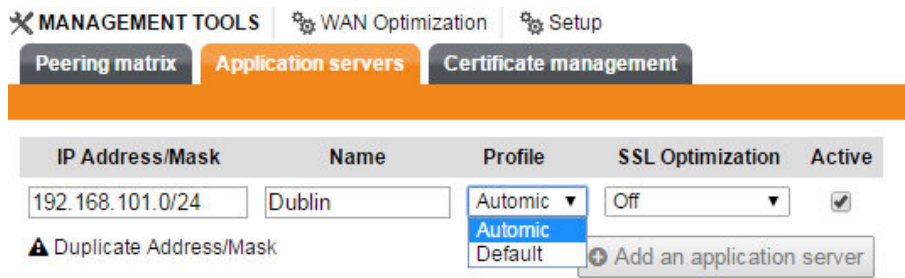 MANAGEMENT TOOLS WAN Optimization Setup
Peering matrix Application servers Certificate management
IP Address/Mask Name Profile SSL Optimization Active
192.168.101.0/24 Dublin Automic Off
Automic
Duplicate Address/Mask Default Add an application server